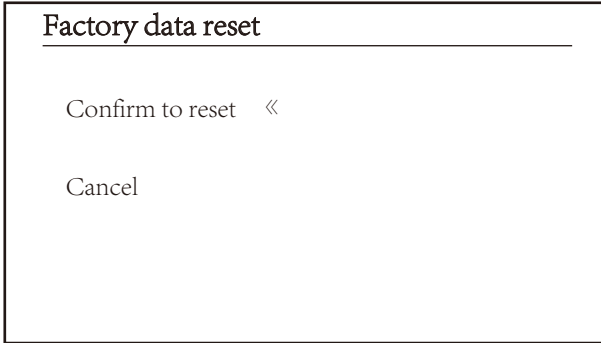 Factory data reset
Confirm to reset «
Cancel